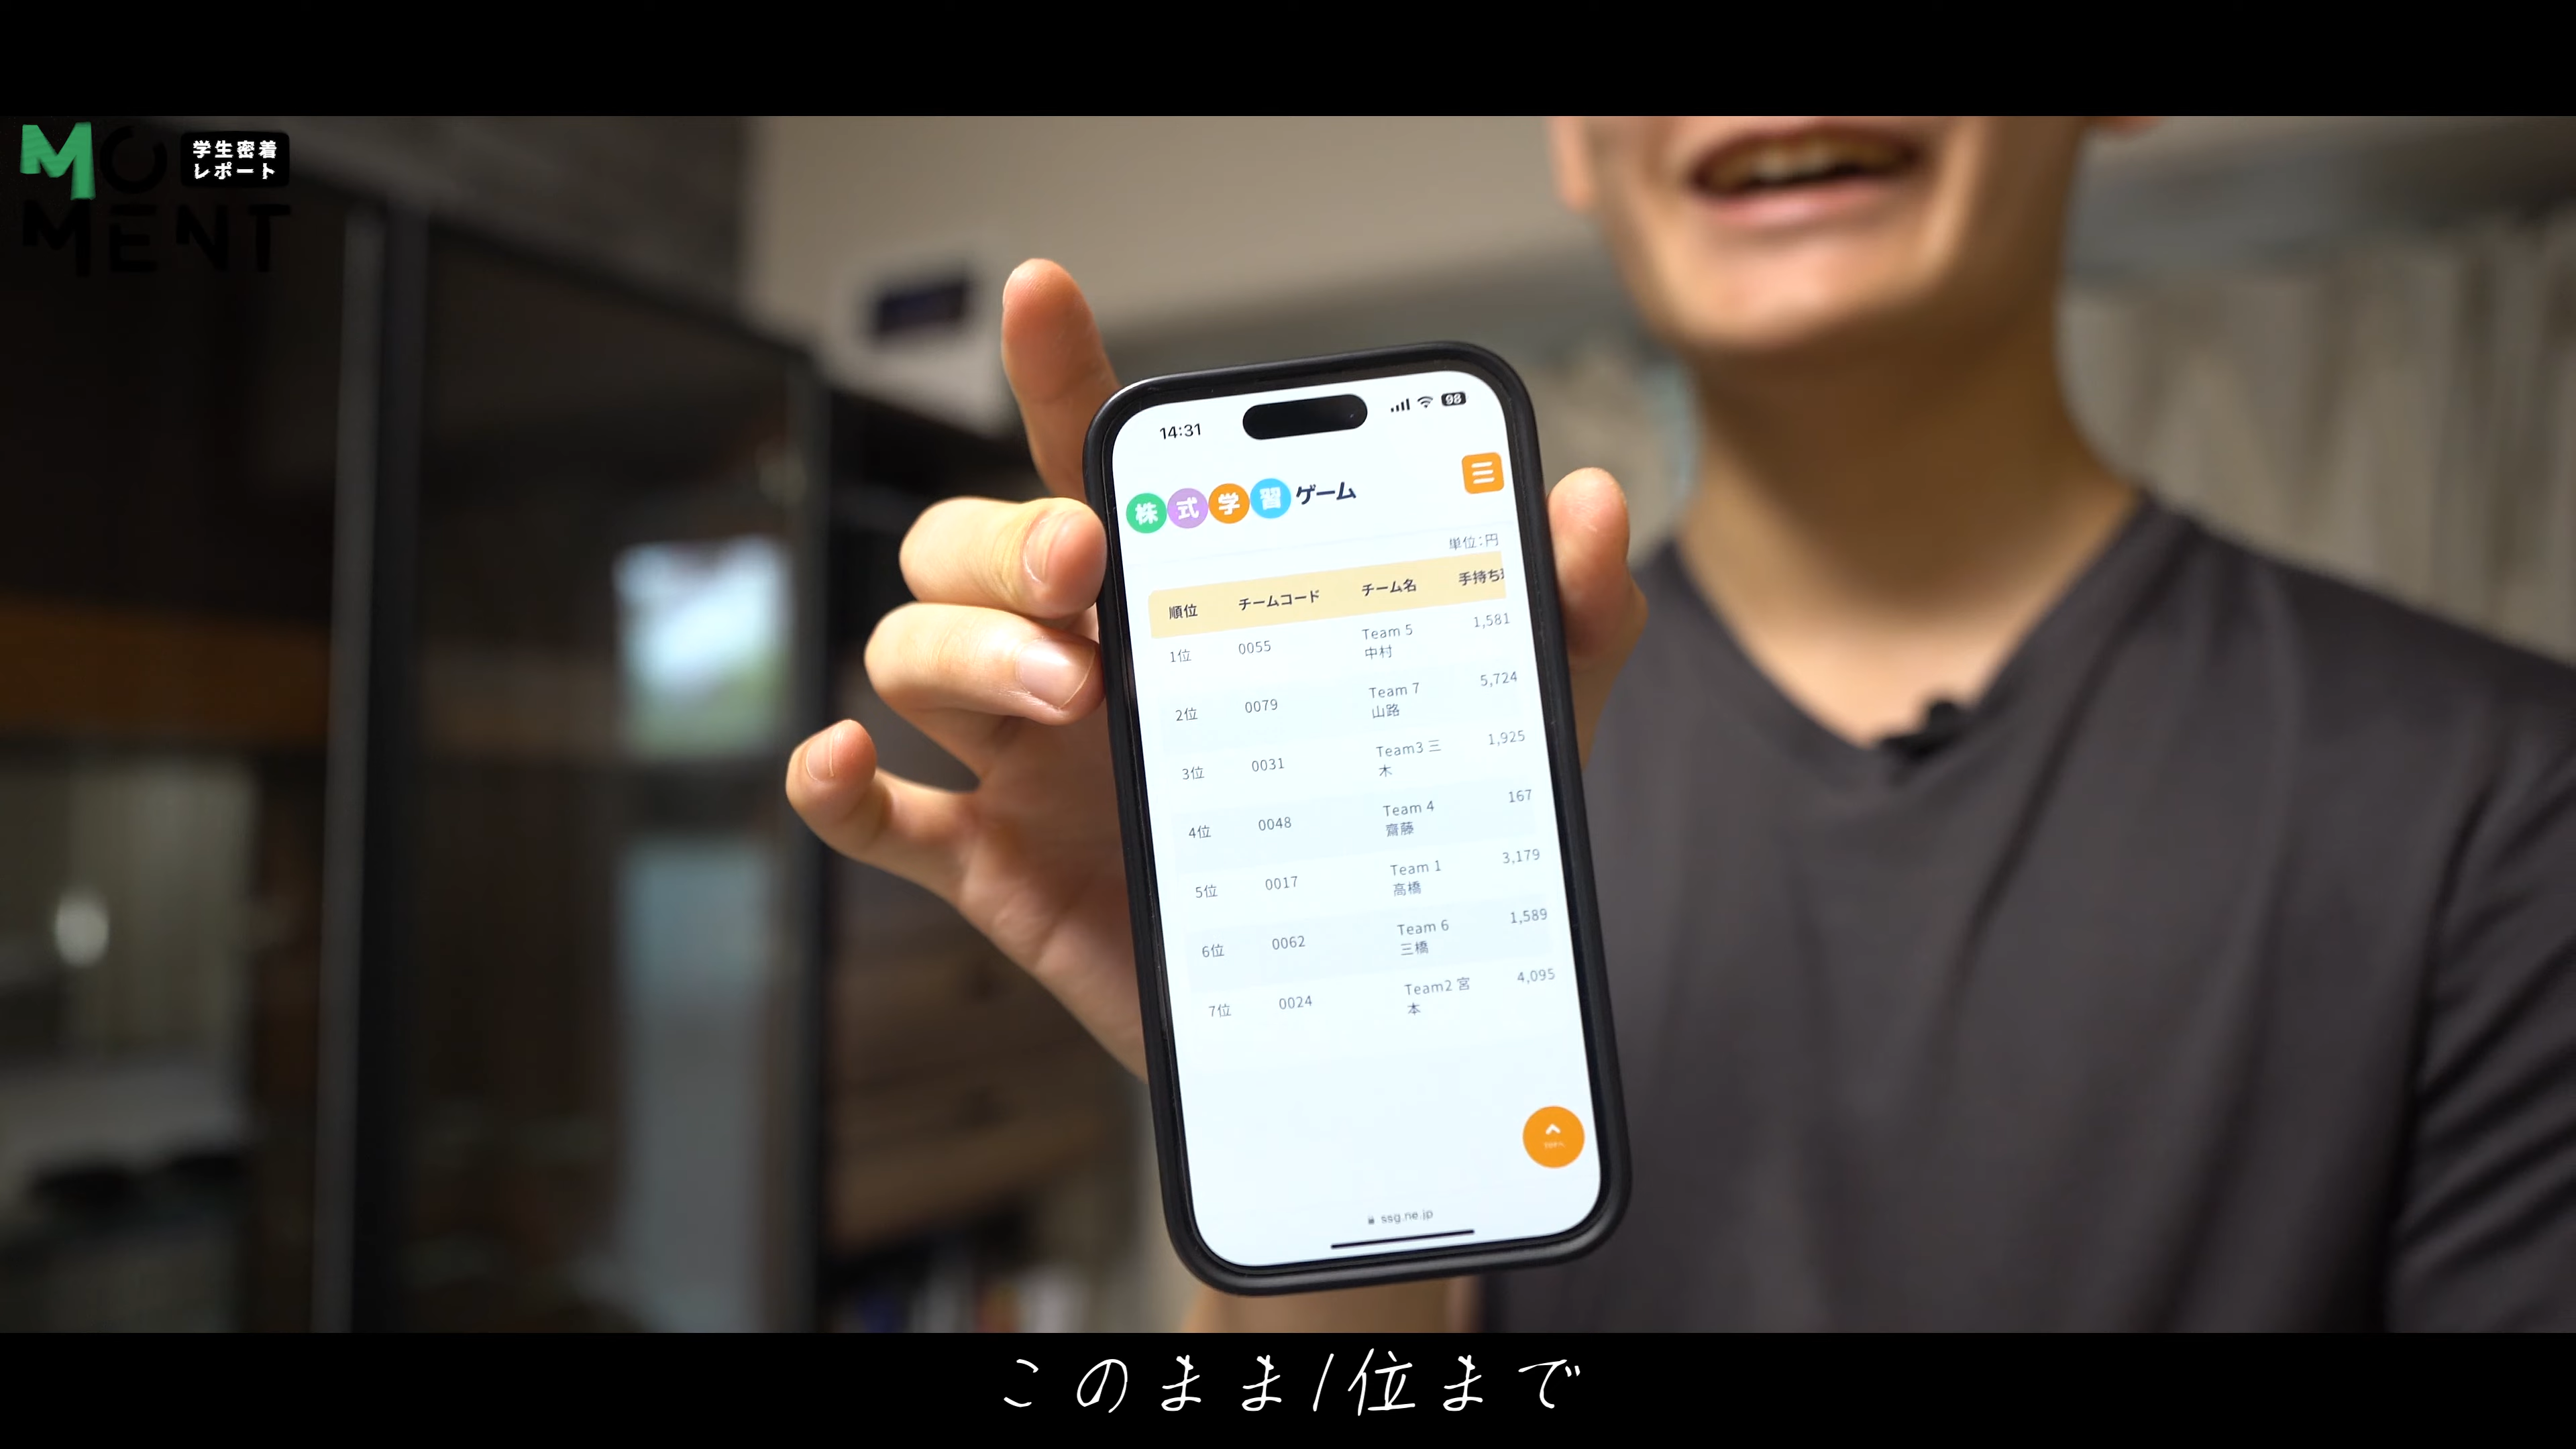 MO
学生密着
レポート
MENT
14:31
98
株式学習ゲーム
単位:円
順位 チームコード チーム名 手持ち
1位 0055 Team 5 1,581
中村
2位 0079 Team 7 5,724
山路
3位 0031 Team3 三 1,925
木
4位 0048 Team 4 167
齋藤
5位 0017 Team 1 3,179
高橋
6位 0062 Team 6 1,589
三橋
7位 0024 Team2 宮 4,095
本
ssg.ne.jp
このまま1位まで